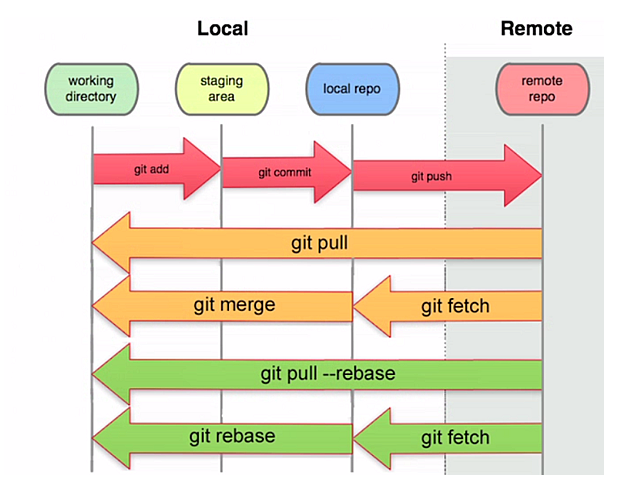 Local
Remote
working
directory
staging
area
local repo
remote
repo
git add
git commit
git push
git pull
git merge
git fetch
git pull --rebase
git rebase
git fetch